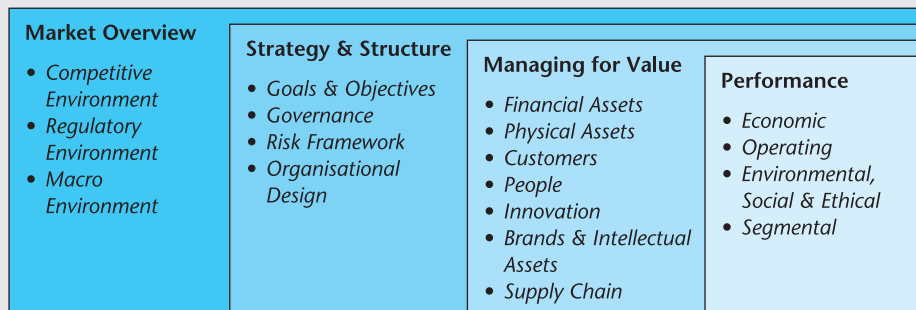 Market Overview
• Competitive
Environment
• Regulatory
Environment
• Macro
Environment
Strategy & Structure
• Goals & Objectives
• Governance
• Risk Framework
• Organisational
Design
Managing for Value
• Financial Assets
• Physical Assets
• Customers
• People
• Innovation
• Brands & Intellectual
Assets
• Supply Chain
Performance
• Economic
• Operating
• Environmental,
Social & Ethical
• Segmental